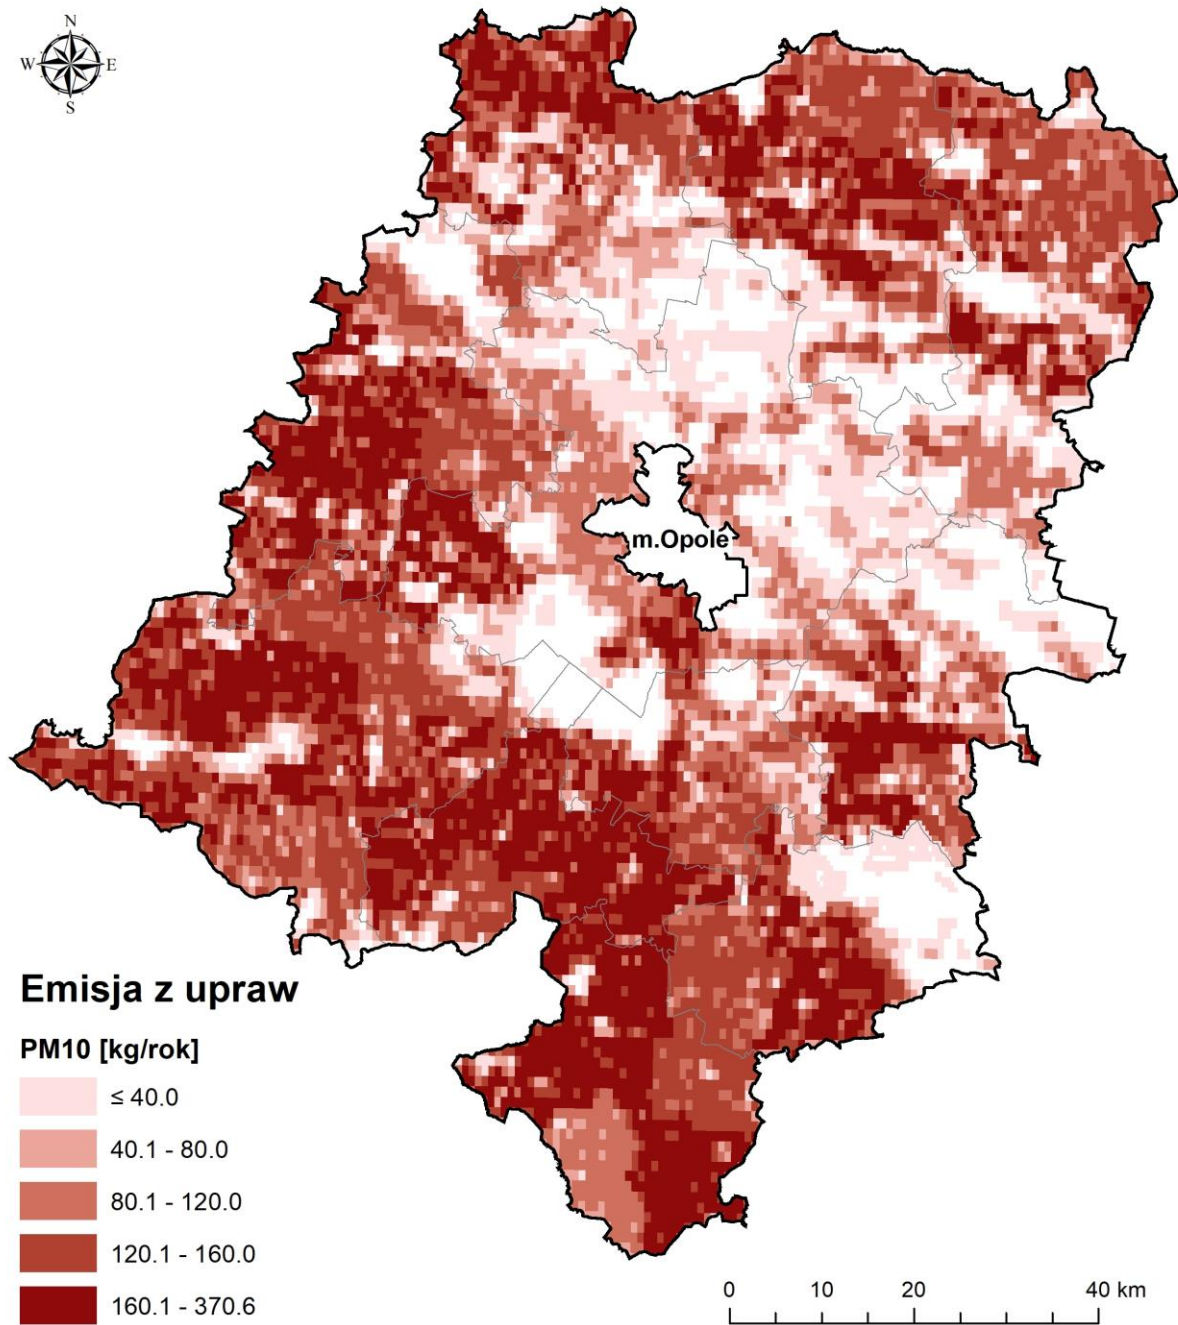 N
W E
S
m.Opole
Emisja z upraw
PM10 [kg/rok]
≤ 40.0
40.1 - 80.0
80.1 - 120.0
120.1 - 160.0
160.1 - 370.6
0 10 20 40 km